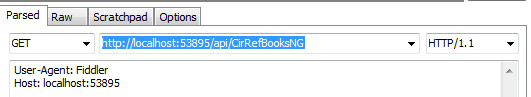 Parsed Raw Scratchpad Options
GET http://localhost:53895/api/CirRefBooksNG HTTP/1.1
User-Agent: Fiddler
Host: localhost:53895